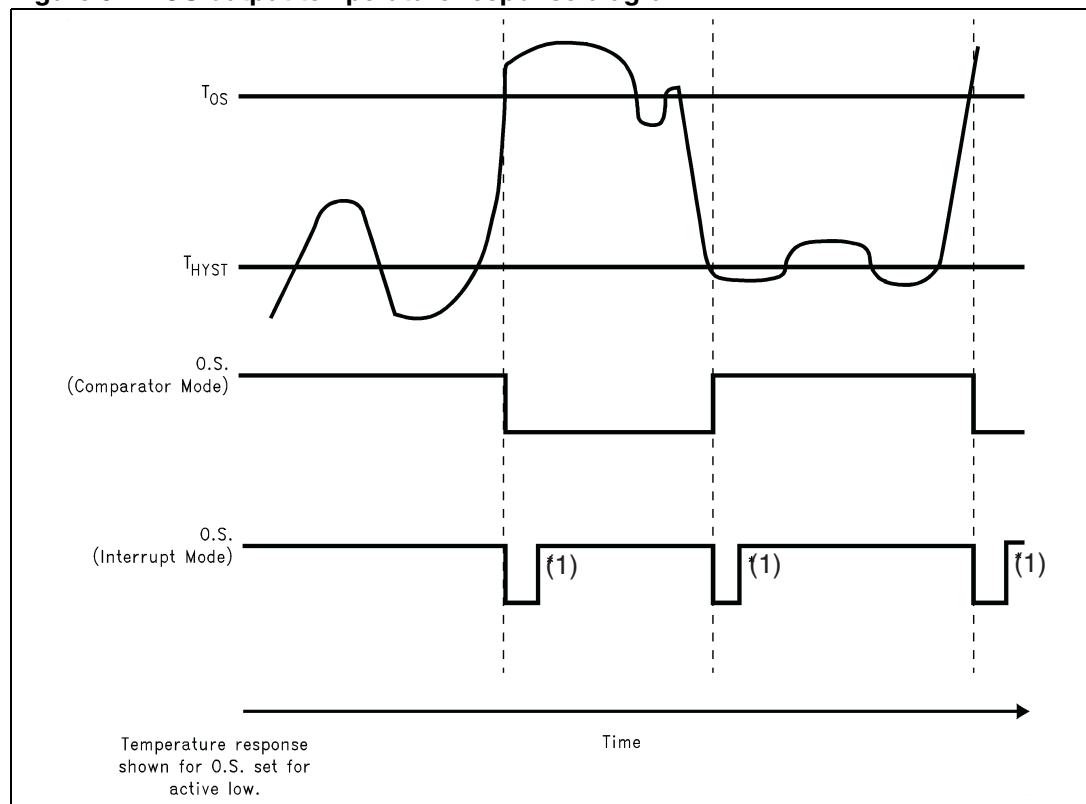 T_OS
T_HYST
O.S.
(Comparator Mode)
O.S.
(Interrupt Mode)
*(1)
*(1)
*(1)
Time
Temperature response
shown for O.S. set for
active low.